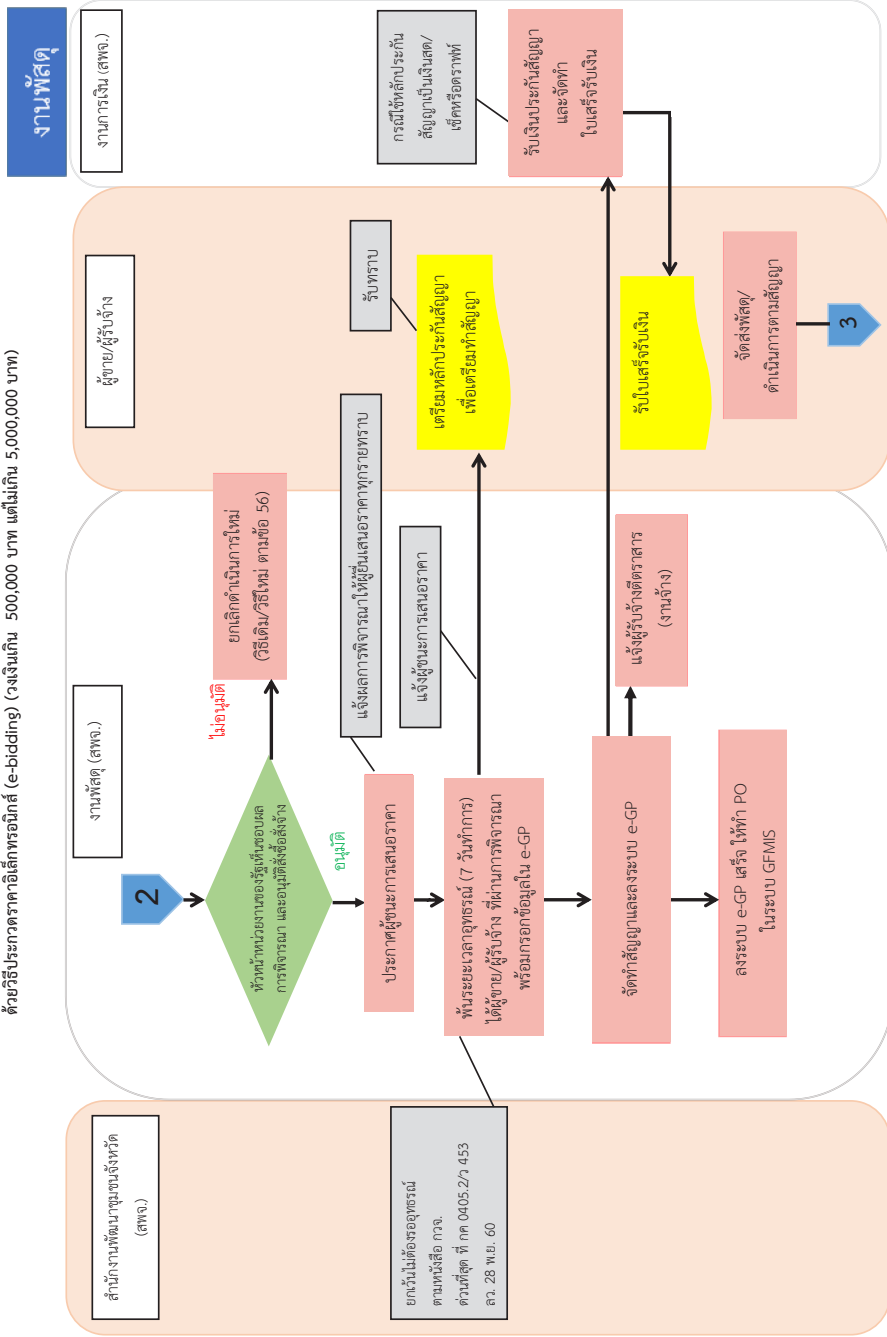 งานพัสดุ
ด้วยวิธีประกวดราคาอิเล็กทรอนิกส์ (e-bidding) (วงเงินเกิน 500,000 บาท แต่ไม่เกิน 5,000,000 บาท)
สำนักงานพัฒนาชุมชนจังหวัด
(สพจ.)
งานพัสดุ (สพจ.)
ผู้ขาย/ผู้รับจ้าง
งานการเงิน (สพจ.)
2
หัวหน้าหน่วยงานของรัฐเห็นชอบผล
การพิจารณา และอนุมัติสั่งซื้อสั่งจ้าง
ไม่อนุมัติ
ยกเลิกดำเนินการใหม่
(วิธีเดิม/วิธีใหม่ ตามข้อ 56)
อนุมัติ
ประกาศผู้ชนะการเสนอราคา
แจ้งผลการพิจารณาให้ผู้ยื่นเสนอราคาทุกรายทราบ
รับทราบ
ยกเว้นไม่ต้องรออุทธรณ์
ตามหนังสือ กวจ.
ด่วนที่สุด ที่ กค 0405.2/ว 453
ลว. 28 พ.ย. 60
พ้นระยะเวลาอุทธรณ์ (7 วันทำการ)
ได้ผู้ขาย/ผู้รับจ้าง ที่ผ่านการพิจารณา
พร้อมกรอกข้อมูลใน e-GP
แจ้งผู้ชนะการเสนอราคา
เตรียมหลักประกันสัญญา
เพื่อเตรียมทำสัญญา
กรณีใช้หลักประกัน
สัญญาเป็นเงินสด/
เช็คหรือดราฟท์
จัดทำสัญญาและลงระบบ e-GP
แจ้งผู้รับจ้างตีตราสาร
(งานจ้าง)
รับเงินประกันสัญญา
และจัดทำ
ใบเสร็จรับเงิน
รับใบเสร็จรับเงิน
ลงระบบ e-GP เสร็จ ให้ทำ PO
ในระบบ GFMIS
จัดส่งพัสดุ/
ดำเนินการตามสัญญา
3